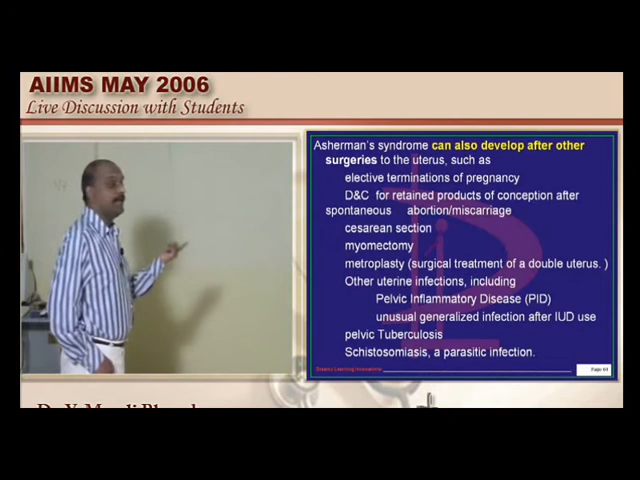 AIIMS MAY 2006
Live Discussion with Students
Asherman's syndrome can also develop after other
surgeries to the uterus, such as
elective terminations of pregnancy
D&C for retained products of conception after
spontaneous abortion/miscarriage
cesarean section
myomectomy
metroplasty (surgical treatment of a double uterus. )
Other uterine infections, including
Pelvic Inflammatory Disease (PID)
unusual generalized infection after IUD use
pelvic Tuberculosis
Schistosomiasis, a parasitic infection.